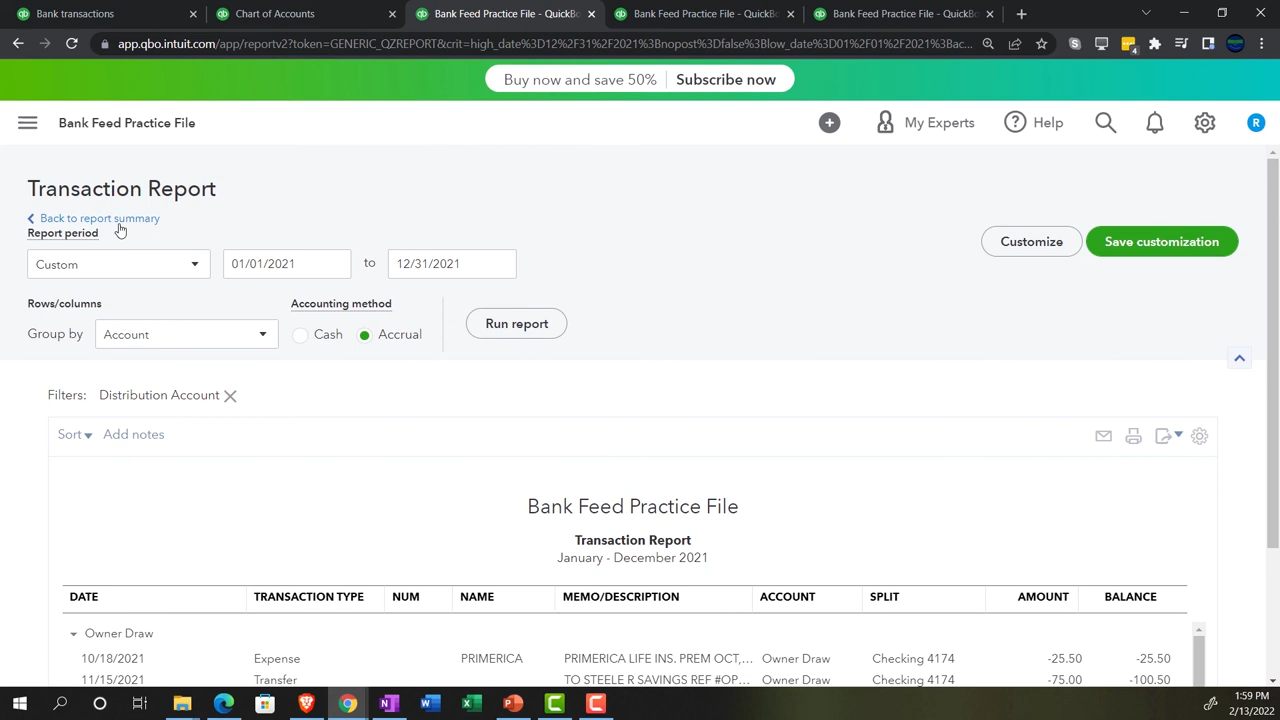 Bank transactions
Chart of Accounts
Bank Feed Practice File - QuickBo
Bank Feed Practice File - QuickBo
Bank Feed Practice File - QuickBo
app.qbo.intuit.com/app/reportv2?token=GENERIC_QZREPORT&crit=high_date%3D12%2F31%2F2021%3Bnopost%3Dfalse%3Blow_date%3D01%2F01%2F2021%3Bac...
4
Buy now and save 50% Subscribe now
Bank Feed Practice File
My Experts Help R
Transaction Report
Back to report summary
Report period
Custom 01/01/2021 to 12/31/2021
Customize Save customization
Rows/columns Accounting method
Group by Account Cash Accrual Run report
Filters: Distribution Account
Sort Add notes
Bank Feed Practice File
Transaction Report
January - December 2021
DATE TRANSACTION TYPE NUM NAME MEMO/DESCRIPTION ACCOUNT SPLIT AMOUNT BALANCE
Owner Draw
10/18/2021 Expense PRIMERICA PRIMERICA LIFE INS. PREM OCT,... Owner Draw Checking 4174 -25.50 -25.50
11/15/2021 Transfer TO STEELE R SAVINGS REF #OP... Owner Draw Checking 4174 -75.00 -100.50
1:59 PM
2/13/2022